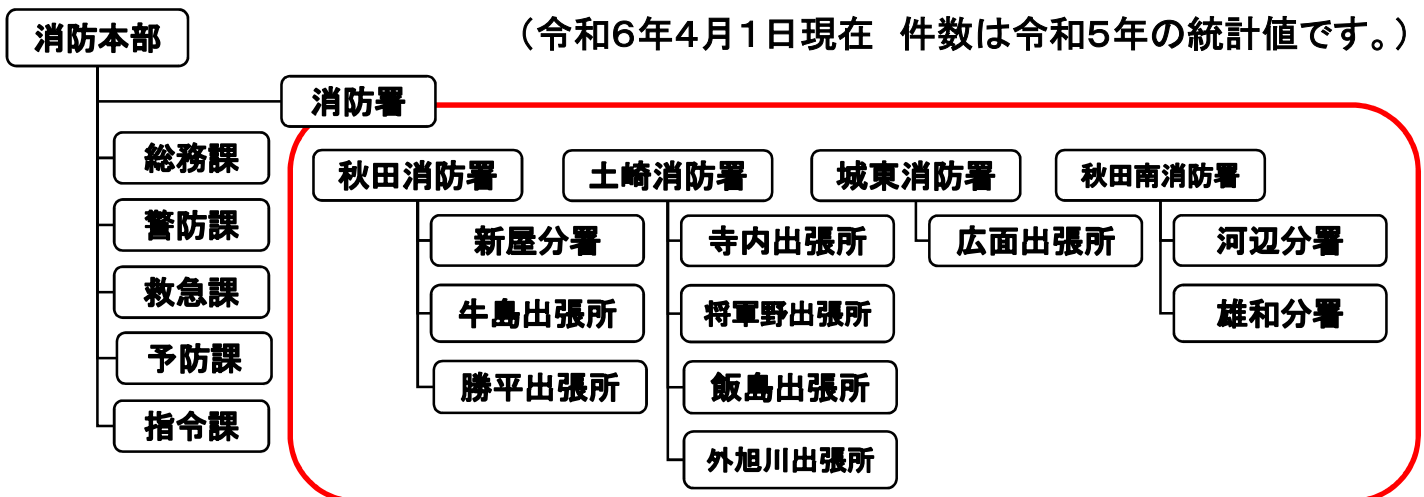 消防本部
（令和６年４月１日現在　件数は令和５年の統計値です。）
消防署
総務課
警防課
救急課
予防課
指令課
秋田消防署
新屋分署
牛島出張所
勝平出張所
土崎消防署
寺内出張所
将軍野出張所
飯島出張所
外旭川出張所
城東消防署
広面出張所
秋田南消防署
河辺分署
雄和分署